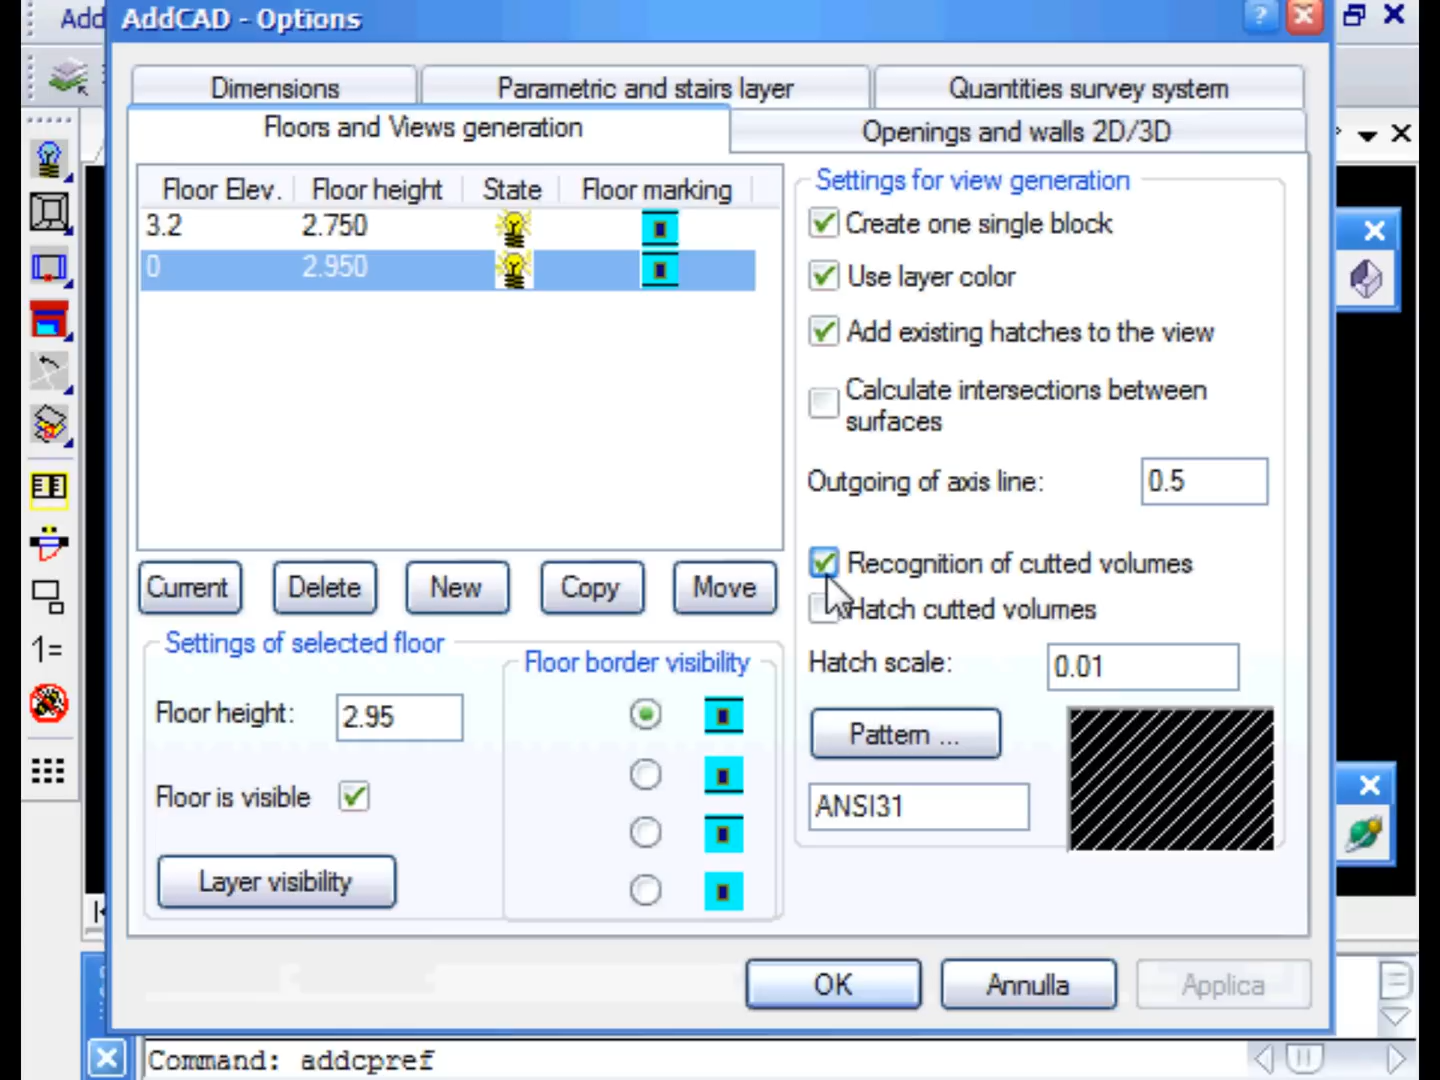 Add
AddCAD - Options
Dimensions
Parametric and stairs layer
Quantities survey system
Floors and Views generation
Openings and walls 2D/3D
Floor Elev. Floor height State Floor marking
3.2 2.750
0 2.950
Current
Delete
New
Copy
Move
Settings of selected floor
Floor height: 2.95
Floor is visible
Layer visibility
Floor border visibility
Settings for view generation
Create one single block
Use layer color
Add existing hatches to the view
Calculate intersections between
surfaces
Outgoing of axis line: 0.5
Recognition of cutted volumes
Hatch cutted volumes
Hatch scale: 0.01
Pattern ...
ANSI31
OK
Annulla
Applica
1=
Command: addcpref